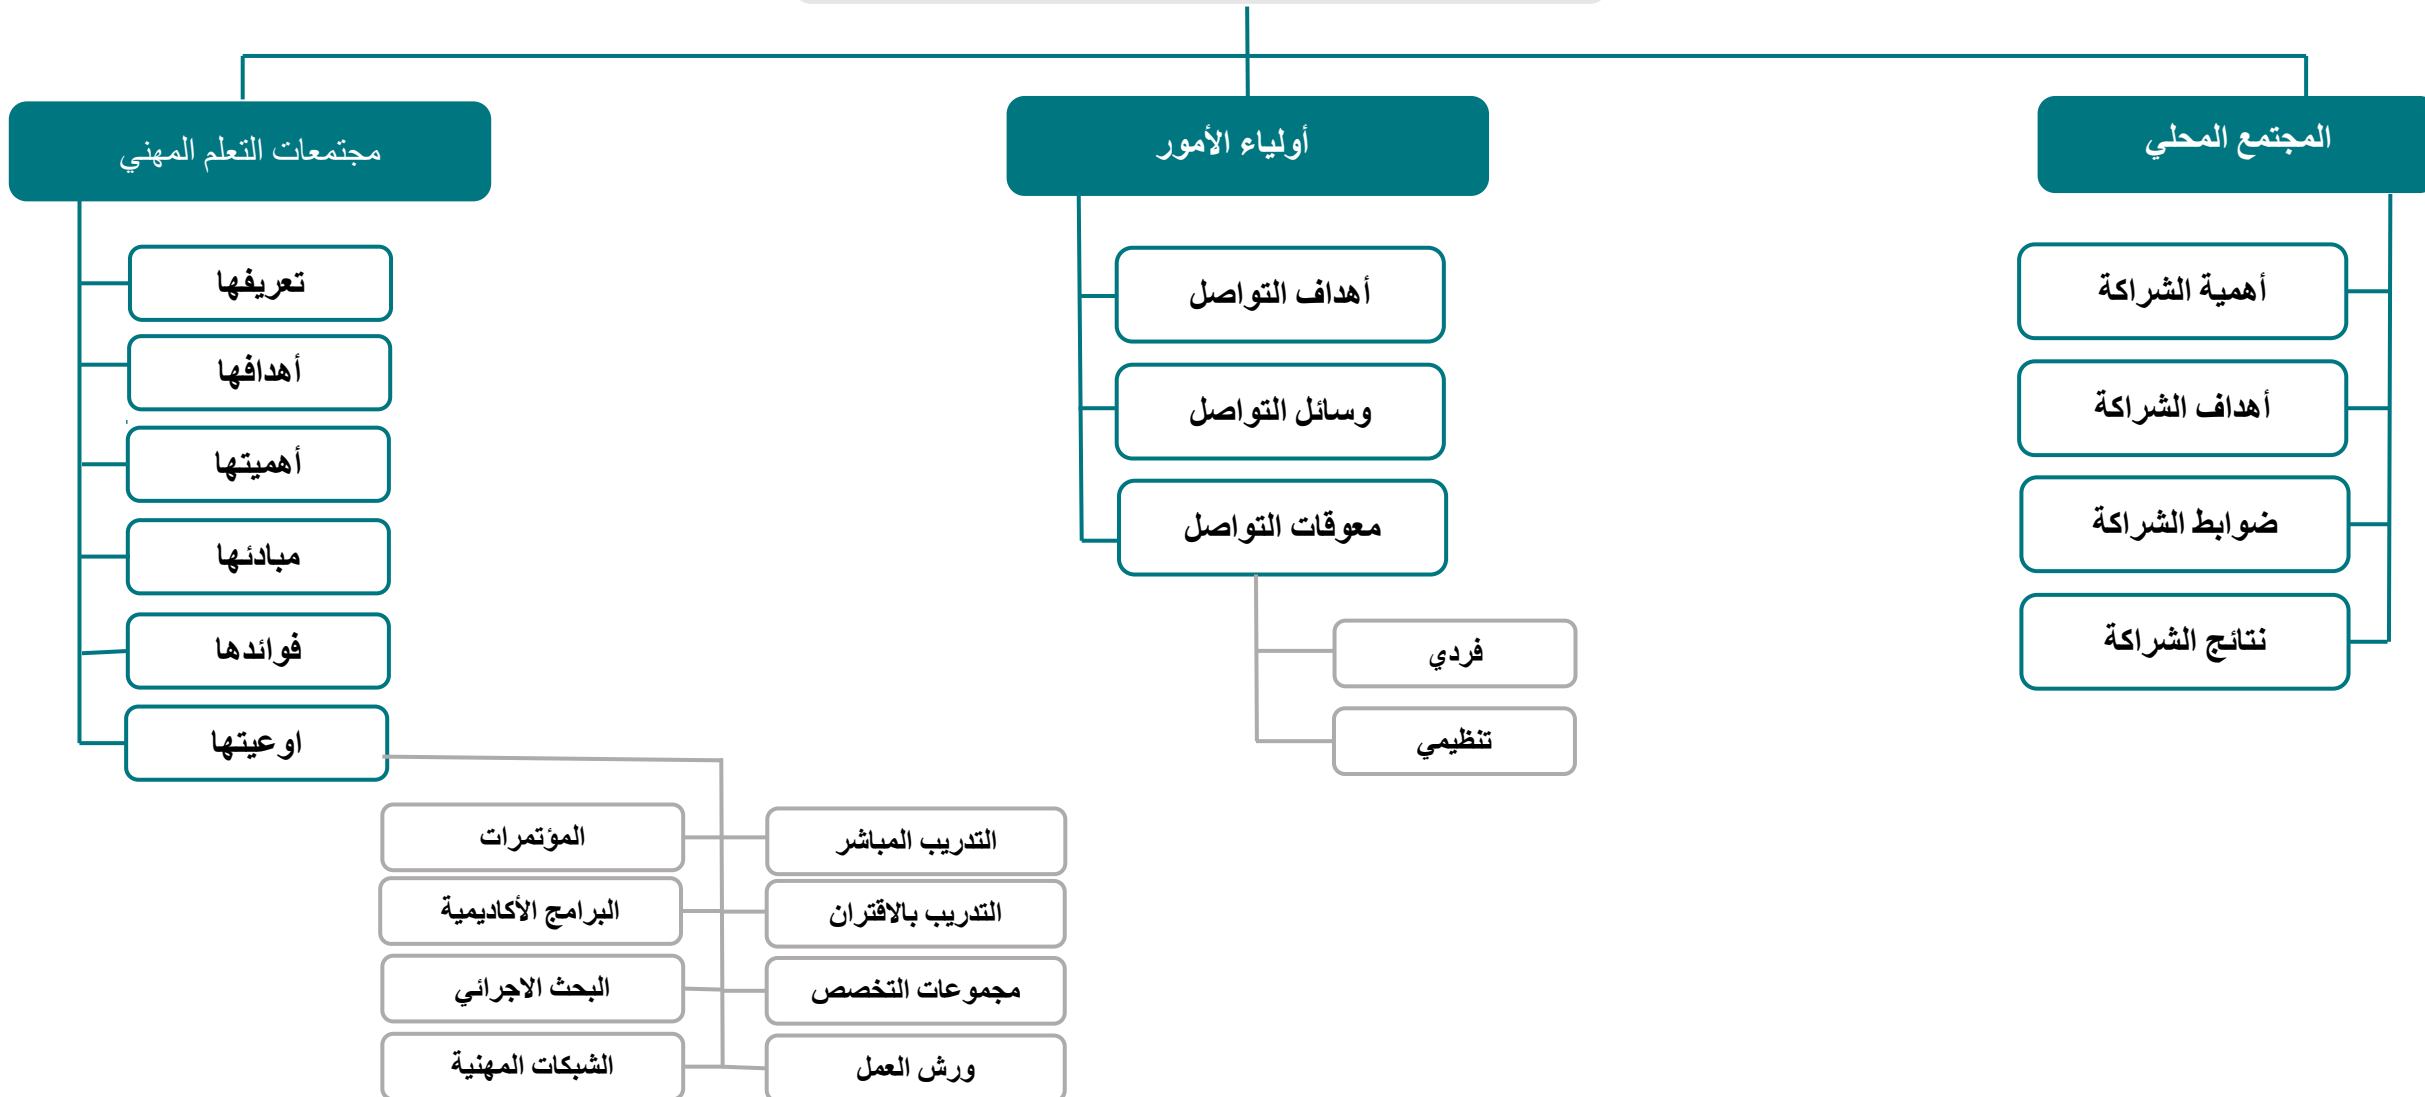 المجتمع المحلي
أهمية الشراكة
أهداف الشراكة
ضوابط الشراكة
نتائج الشراكة
أولياء الأمور
أهداف التواصل
وسائل التواصل
معوقات التواصل
فردي
تنظيمي
مجتمعات التعلم المهني
تعريفها
أهدافها
أهميتها
مبادئها
فوائدها
اوعيتها
التدريب المباشر
التدريب بالاقتران
مجموعات التخصص
ورش العمل
المؤتمرات
البرامج الأكاديمية
البحث الاجرائي
الشبكات المهنية